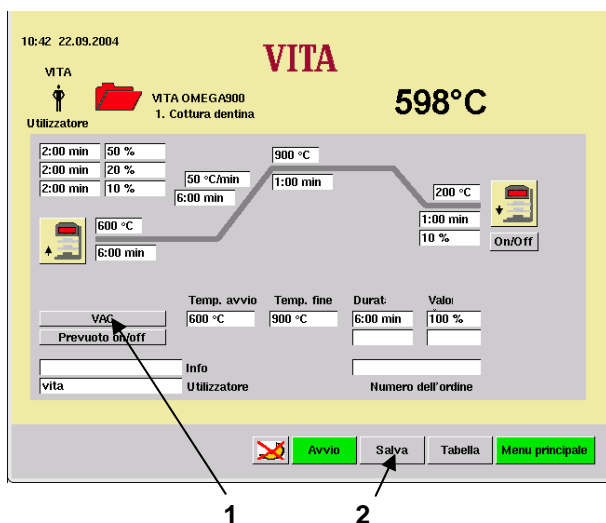 10:42 22.09.2004
VITA
VITA
Utilizzatore
VITA OMEGA900
1. Cottura dentina
598°C
2:00 min 50 %
2:00 min 20 %
2:00 min 10 %
50 °C/min
6:00 min
900 °C
1:00 min
200 °C
1:00 min
10 %
On/Off
600 °C
6:00 min
Temp. avvio Temp. fine Durat Valor
VAC 600 °C 900 °C 6:00 min 100 %
Prevuoto on/off
Info
vita Utilizzatore Numero dell'ordine
Avvio Salva Tabella Menu principale
1 2